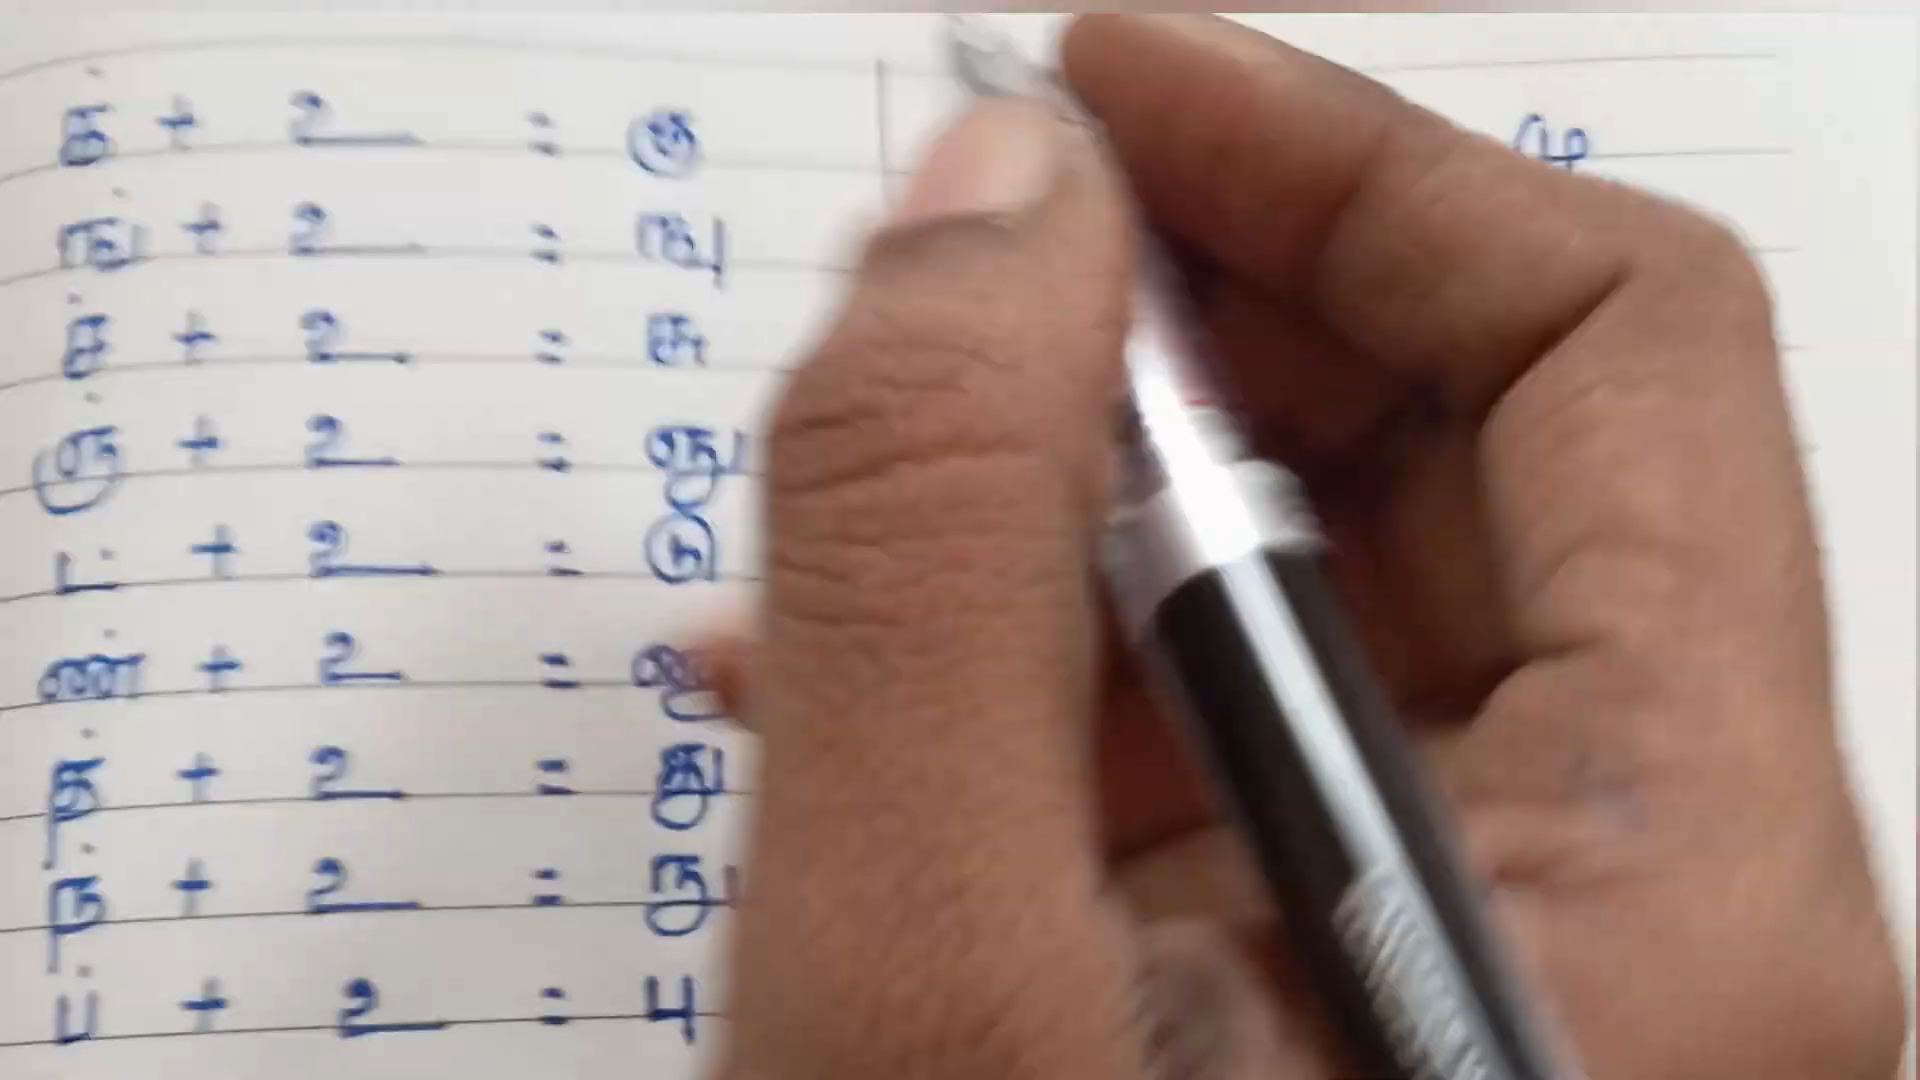 க் + உ = கு
ங் + உ = ஙு
ச் + உ = சு
ஞ் + உ = ஞு
ட் + உ = டு
ண் + உ = ணு
த் + உ = து
ந் + உ = நு
ப் + உ = பு